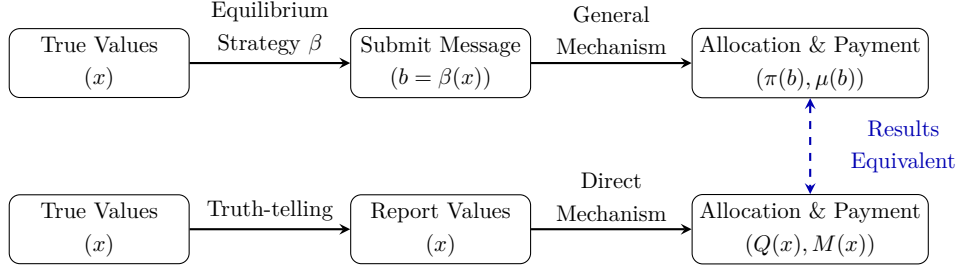 Equilibrium
Strategy β
General
Mechanism
True Values
(x)
Submit Message
(b = β(x))
Allocation & Payment
(π(b), μ(b))
Results
Equivalent
Truth-telling
Direct
Mechanism
True Values
(x)
Report Values
(x)
Allocation & Payment
(Q(x), M(x))